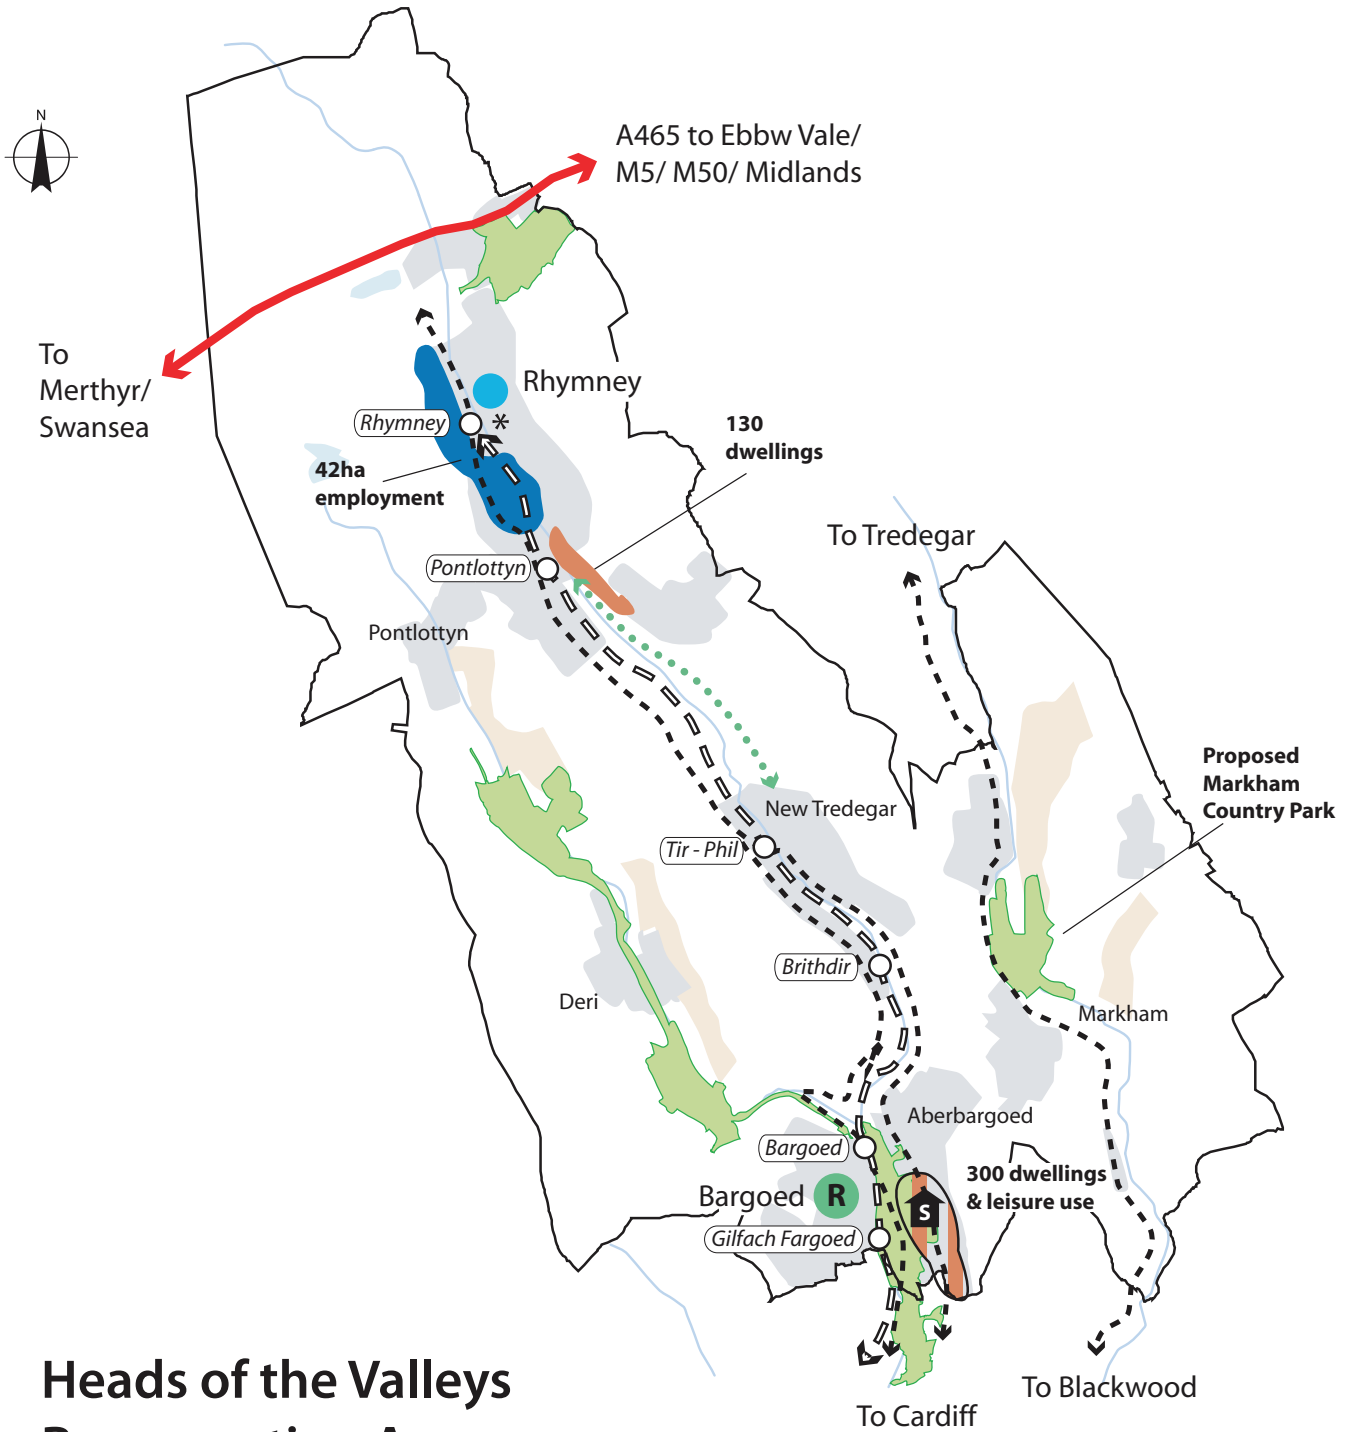 N
A465 to Ebbw Vale/
M5/ M50/ Midlands
To
Merthyr/
Swansea
Rhymney
Rhymney
*
130
dwellings
42ha
employment
To Tredegar
Pontlottyn
Pontlottyn
Proposed
Markham
Country Park
New Tredegar
Tir - Phil
Brithdir
Deri
Markham
Aberbargoed
Bargoed
300 dwellings
& leisure use
Bargoed
R
S
Gilfach Fargoed
Heads of the Valleys
To Blackwood
To Cardiff